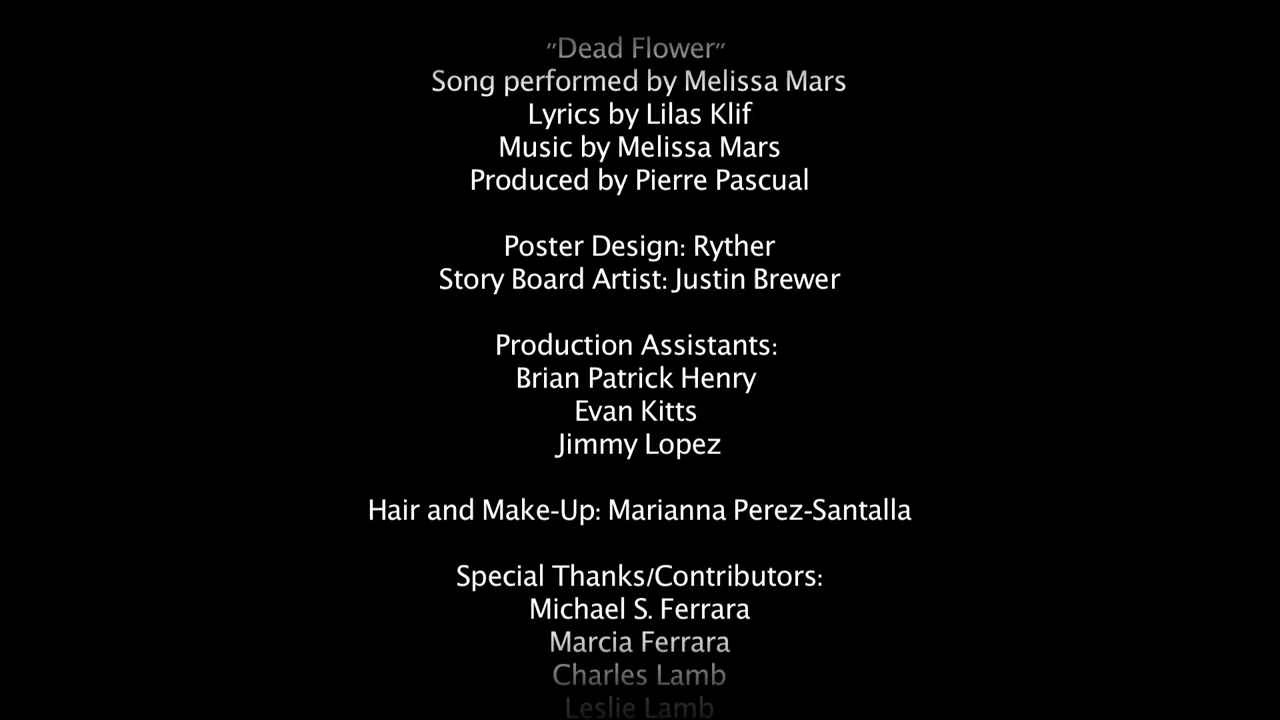 "Dead Flower"
Song performed by Melissa Mars
Lyrics by Lilas Klif
Music by Melissa Mars
Produced by Pierre Pascual
Poster Design: Ryther
Story Board Artist: Justin Brewer
Production Assistants:
Brian Patrick Henry
Evan Kitts
Jimmy Lopez
Hair and Make-Up: Marianna Perez-Santalla
Special Thanks/Contributors:
Michael S. Ferrara
Marcia Ferrara
Charles Lamb
Leslie Lamb